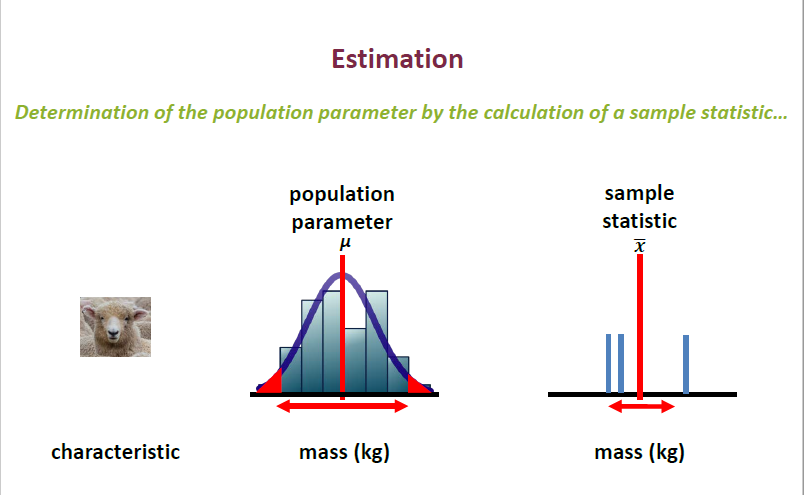 Estimation
Determination of the population parameter by the calculation of a sample statistic…
population
parameter
μ
sample
statistic
x̅
characteristic
mass (kg)
mass (kg)